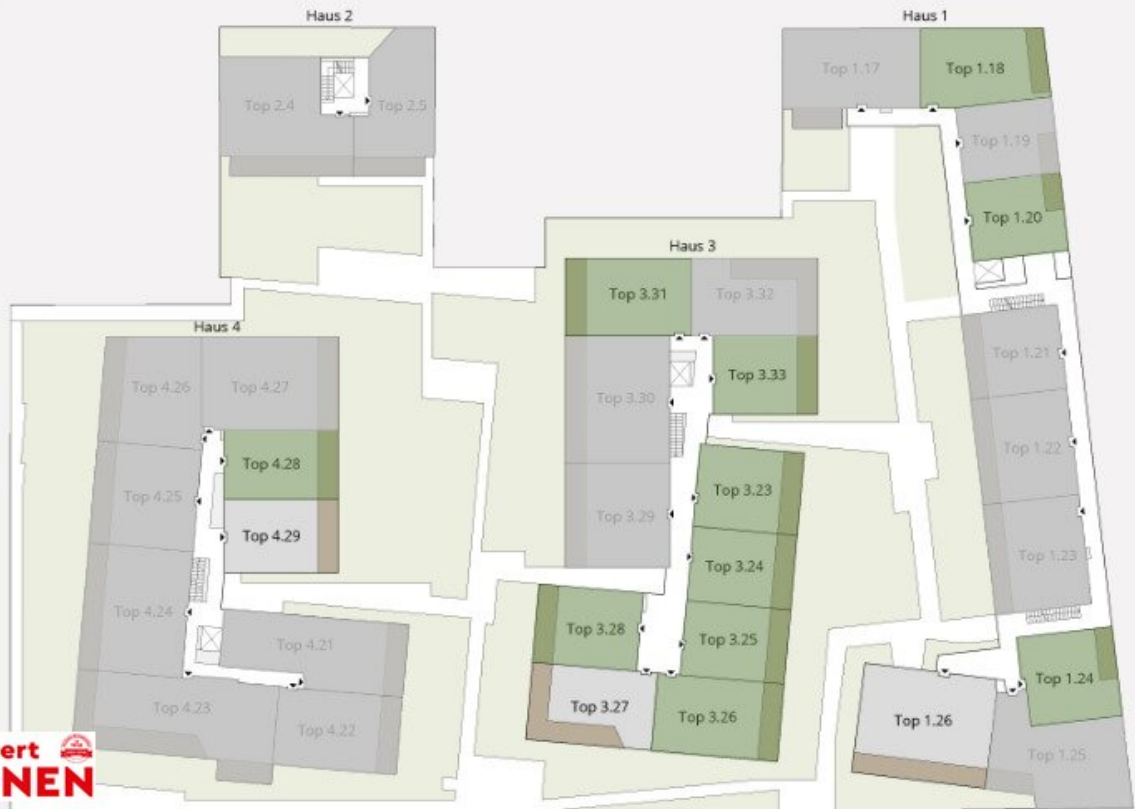 Haus 2
Haus 1
Top 1.17
Top 1.18
Top 2.4
Top 2.5
Top 1.19
Top 1.20
Haus 3
Top 3.31
Top 3.32
Haus 4
Top 1.21
Top 4.26
Top 4.27
Top 3.30
Top 3.33
Top 1.22
Top 4.28
Top 4.25
Top 3.23
Top 3.29
Top 4.29
Top 1.23
Top 3.24
Top 4.24
Top 3.28
Top 3.25
Top 4.21
Top 1.24
Top 4.23
Top 3.27
Top 3.26
Top 4.22
Top 1.26
Top 1.25
ert
NEN